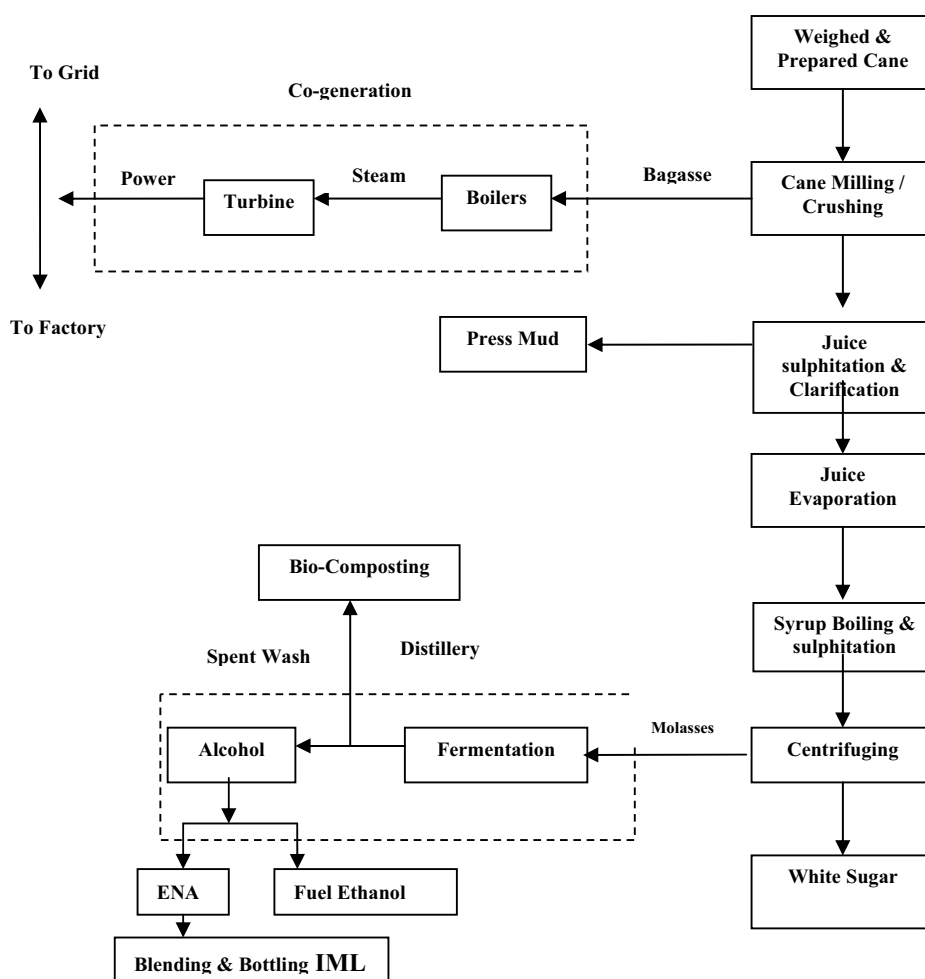 Weighed &
Prepared Cane
To Grid
Co-generation
Power
Steam
Bagasse
Turbine
Boilers
Cane Milling /
Crushing
To Factory
Press Mud
Juice
sulphitation &
Clarification
Juice
Evaporation
Bio-Composting
Syrup Boiling &
sulphitation
Spent Wash
Distillery
Molasses
Alcohol
Fermentation
Centrifuging
ENA
Fuel Ethanol
White Sugar
Blending & Bottling IML